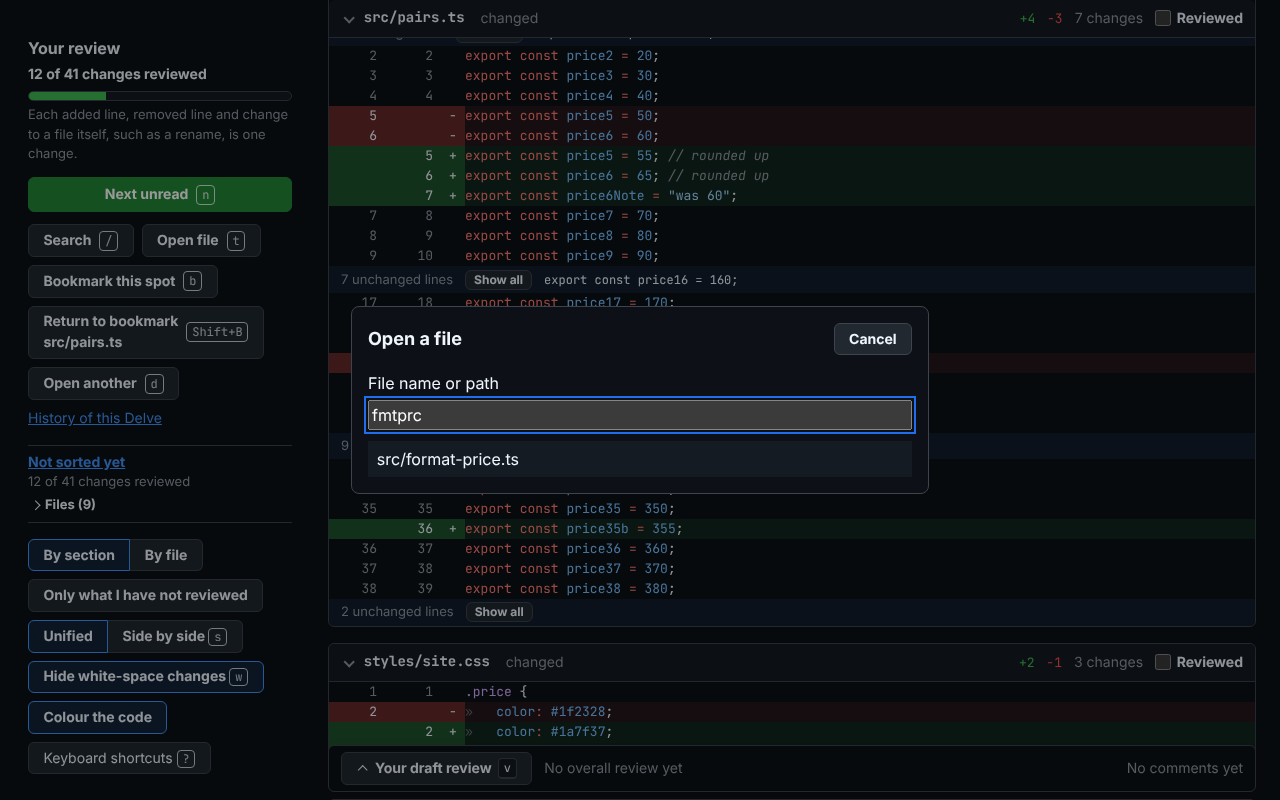 Your review
12 of 41 changes reviewed
Each added line, removed line and change
to a file itself, such as a rename, is one
change.
Next unread n
Search /
Open file t
Bookmark this spot b
Return to bookmark
src/pairs.ts Shift+B
Open another d
History of this Delve
Not sorted yet
12 of 41 changes reviewed
Files (9)
By section
By file
Only what I have not reviewed
Unified
Side by side s
Hide white-space changes w
Colour the code
Keyboard shortcuts ?
src/pairs.ts changed +4 -3 7 changes Reviewed
2 2 export const price2 = 20;
3 3 export const price3 = 30;
4 4 export const price4 = 40;
5 - export const price5 = 50;
6 - export const price6 = 60;
5 + export const price5 = 55; // rounded up
6 + export const price6 = 65; // rounded up
7 + export const price6Note = "was 60";
7 8 export const price7 = 70;
8 9 export const price8 = 80;
9 10 export const price9 = 90;
7 unchanged lines Show all export const price16 = 160;
17 18 export const price17 = 170;
Open a file
Cancel
File name or path
fmtprc
src/format-price.ts
9
35 35 export const price35 = 350;
36 + export const price35b = 355;
36 37 export const price36 = 360;
37 38 export const price37 = 370;
38 39 export const price38 = 380;
2 unchanged lines Show all
styles/site.css changed +2 -1 3 changes Reviewed
1 1 .price {
2 - » color: #1f2328;
2 + » color: #1a7f37;
Your draft review v
No overall review yet
No comments yet